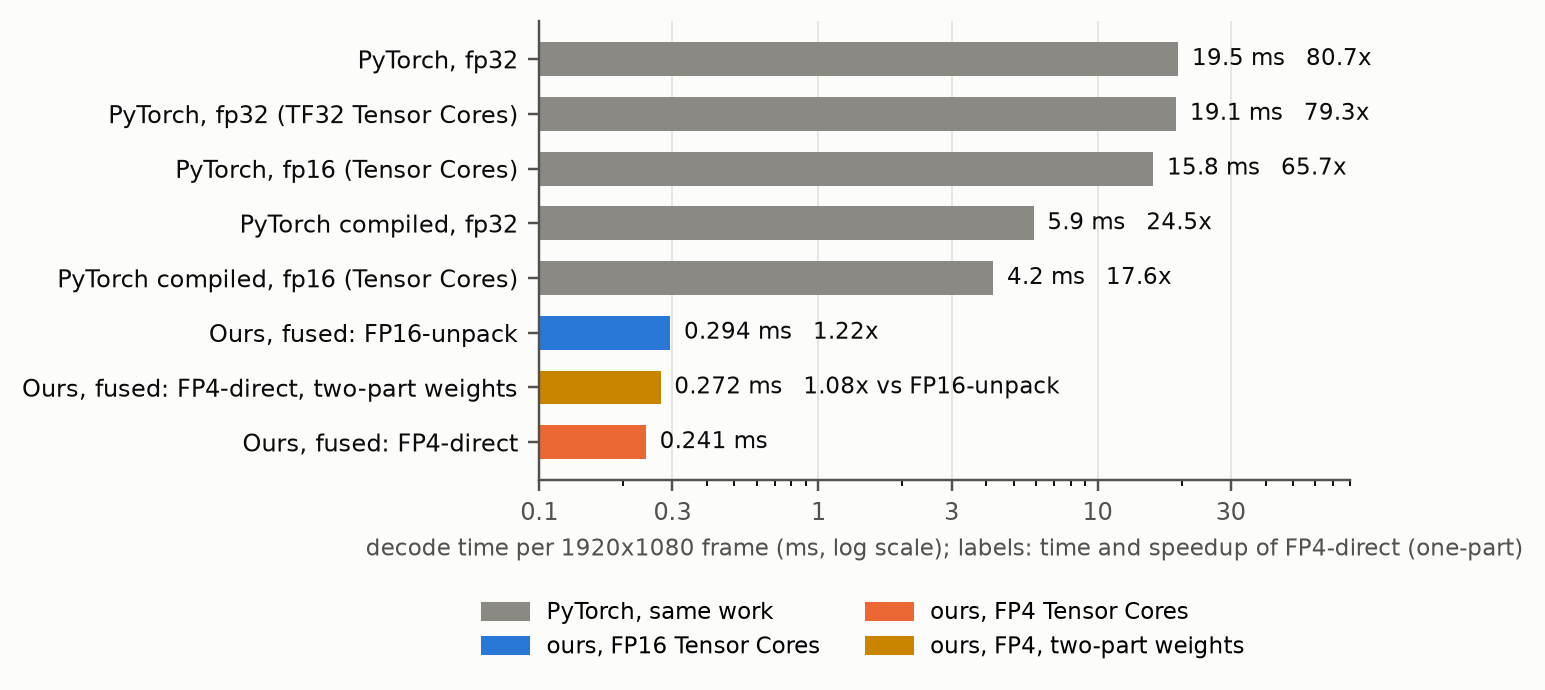 PyTorch, fp32 19.5 ms 80.7x
PyTorch, fp32 (TF32 Tensor Cores) 19.1 ms 79.3x
PyTorch, fp16 (Tensor Cores) 15.8 ms 65.7x
PyTorch compiled, fp32 5.9 ms 24.5x
PyTorch compiled, fp16 (Tensor Cores) 4.2 ms 17.6x
Ours, fused: FP16-unpack 0.294 ms 1.22x
Ours, fused: FP4-direct, two-part weights 0.272 ms 1.08x vs FP16-unpack
Ours, fused: FP4-direct 0.241 ms
0.1 0.3 1 3 10 30
decode time per 1920x1080 frame (ms, log scale); labels: time and speedup of FP4-direct (one-part)
PyTorch, same work
ours, FP16 Tensor Cores
ours, FP4 Tensor Cores
ours, FP4, two-part weights